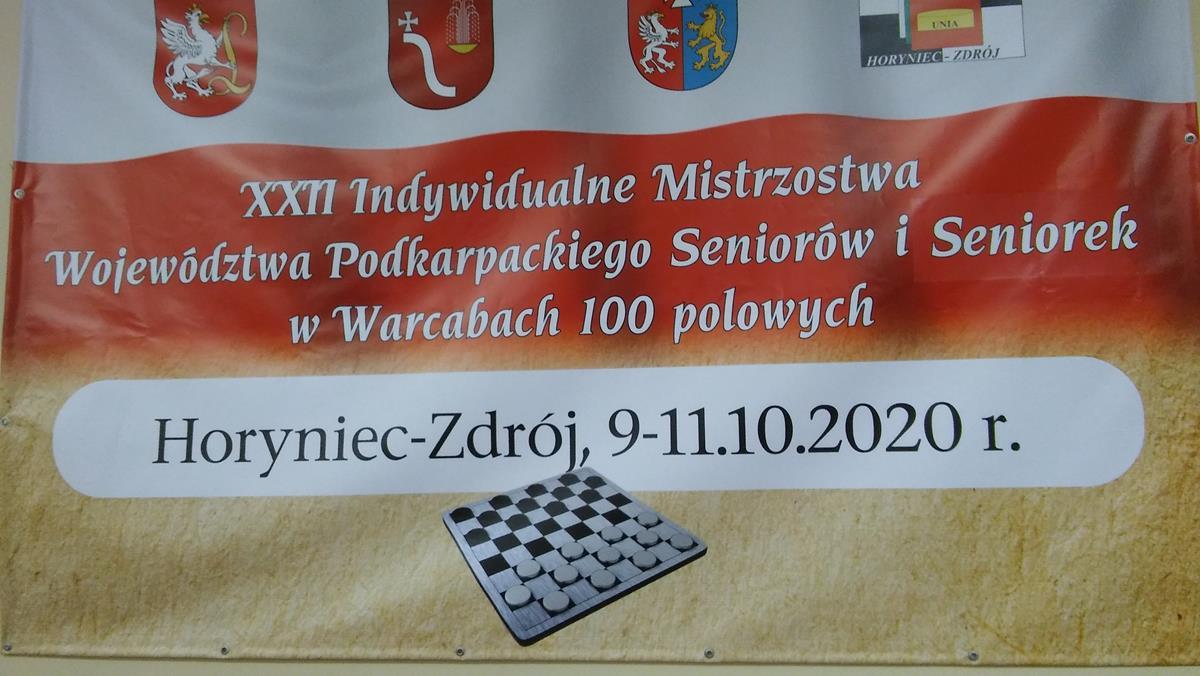 UNIA
HORYNIEC - ZDRÓJ
XXII Indywidualne Mistrzostwa
Województwa Podkarpackiego Seniorów i Seniorek
w Warcabach 100 polowych
Horyniec-Zdrój, 9-11.10.2020 r.